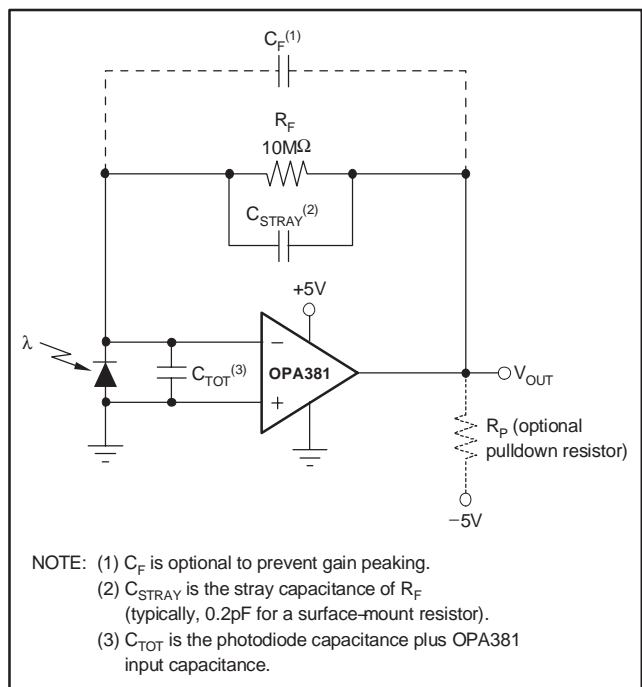 C_F(1)
R_F
10MΩ
C_STRAY(2)
+5V
λ
−
C_TOT(3)
OPA381
+
V_OUT
R_P (optional
pulldown resistor)
−5V
NOTE: (1) C_F is optional to prevent gain peaking.
(2) C_STRAY is the stray capacitance of R_F
(typically, 0.2pF for a surface−mount resistor).
(3) C_TOT is the photodiode capacitance plus OPA381
input capacitance.